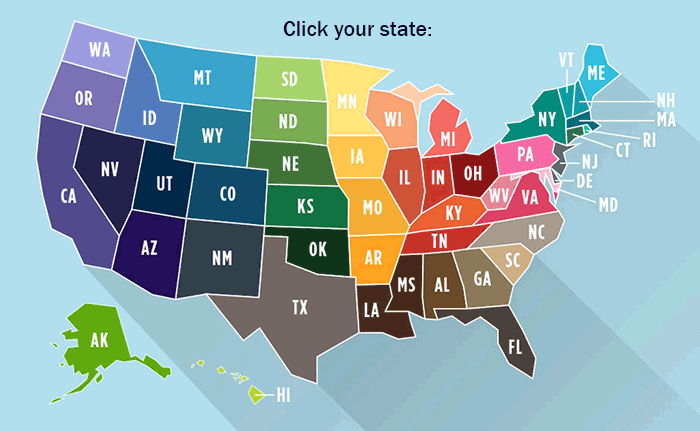 Click your state:
WA
MT
SD
MN
VT
ME
OR
ID
ND
WI
MI
NY
NH
MA
RI
CT
WY
NE
IA
PA
NJ
DE
MD
NV
UT
CO
KS
MO
IL
IN
OH
WV
VA
CA
KY
NC
AZ
NM
OK
AR
TN
SC
TX
LA
MS
AL
GA
FL
AK
HI